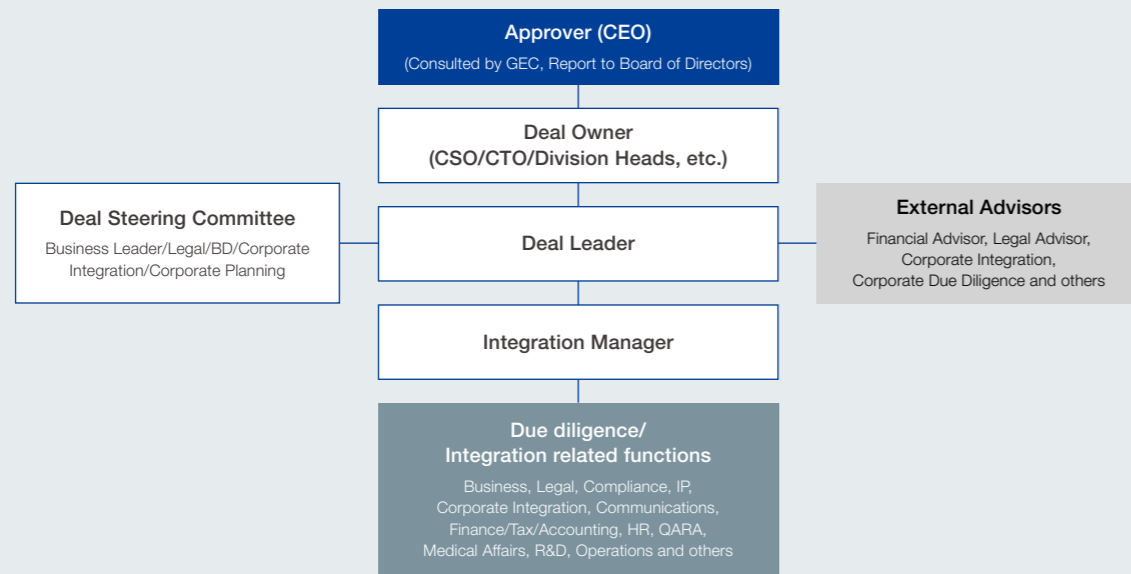 Approver (CEO)
(Consulted by GEC, Report to Board of Directors)
Deal Owner
(CSO/CTO/Division Heads, etc.)
Deal Steering Committee
Business Leader/Legal/BD/Corporate
Integration/Corporate Planning
Deal Leader
External Advisors
Financial Advisor, Legal Advisor,
Corporate Integration,
Corporate Due Diligence and others
Integration Manager
Due diligence/
Integration related functions
Business, Legal, Compliance, IP,
Corporate Integration, Communications,
Finance/Tax/Accounting, HR, QARA,
Medical Affairs, R&D, Operations and others